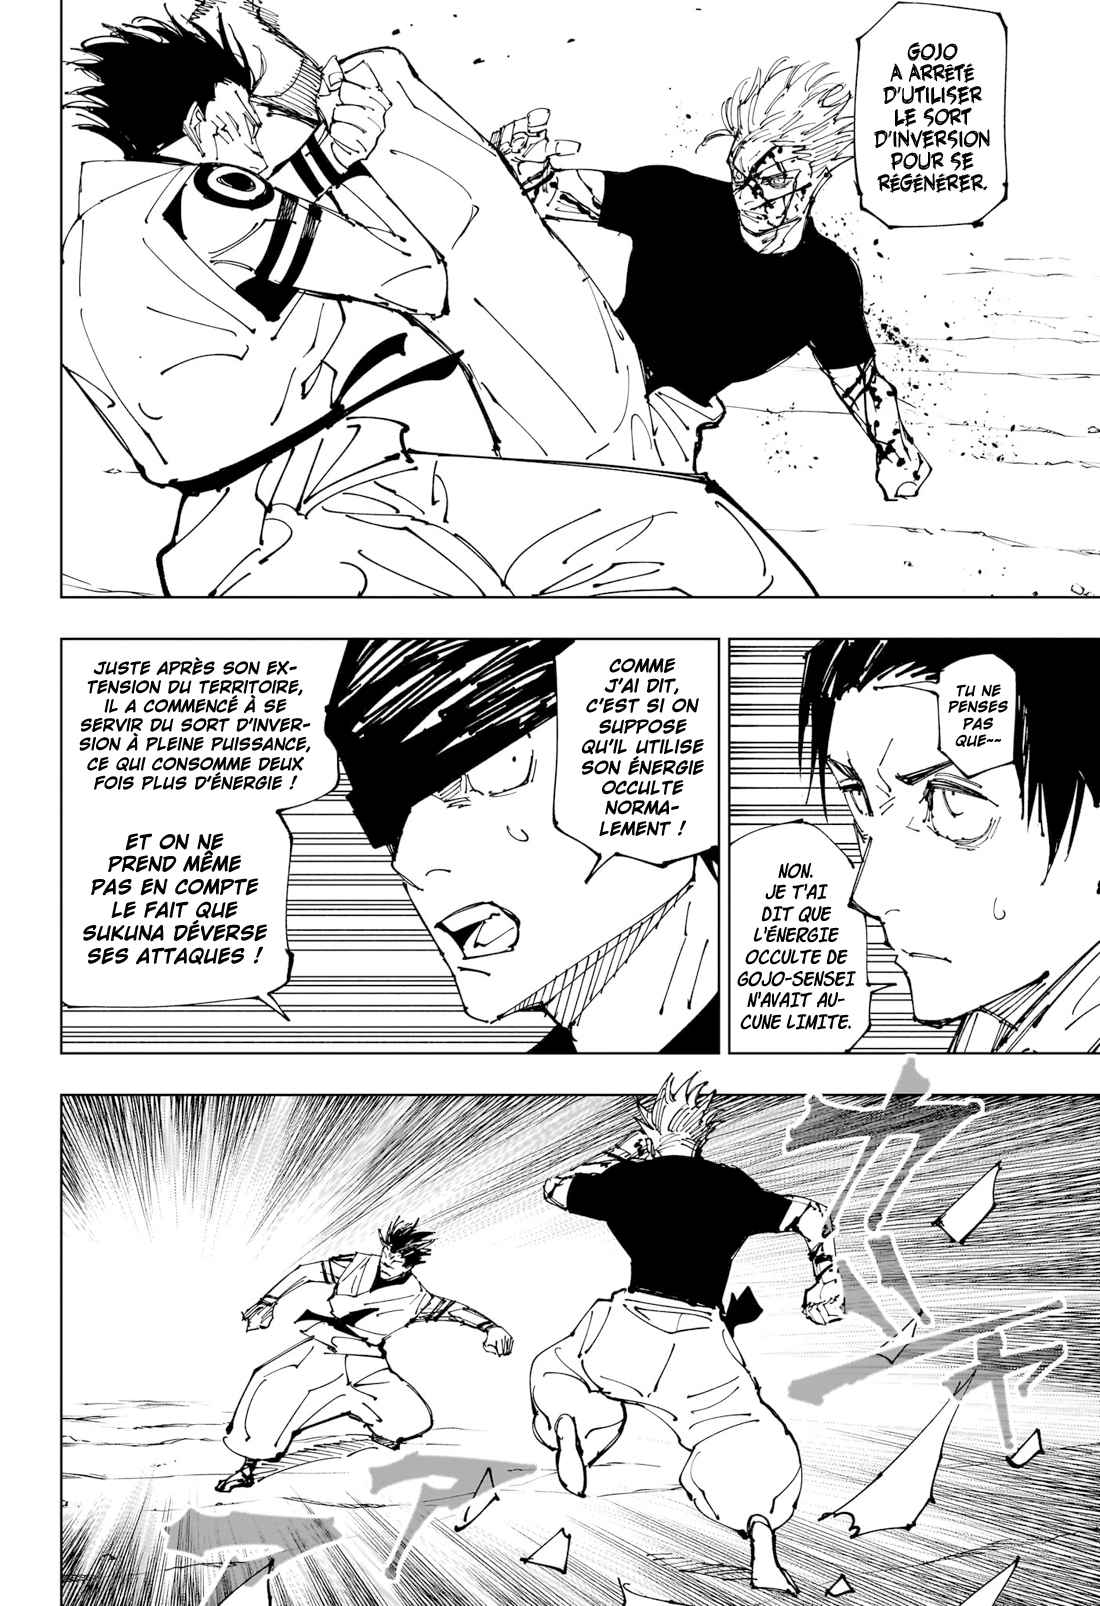 GOJO
A ARRÊTÉ
D'UTILISER
LE SORT
D'INVERSION
POUR SE
RÉGÉNÉRER.
TU NE
PENSES
PAS
QUE~~
NON.
JE T'AI
DIT QUE
L'ÉNERGIE
OCCULTE DE
GOJO-SENSEI
N'AVAIT AU-
CUNE LIMITE.
COMME
J'AI DIT,
C'EST SI ON
SUPPOSE
QU'IL UTILISE
SON ÉNERGIE
OCCULTE
NORMA-
LEMENT !
JUSTE APRÈS SON EX-
TENSION DU TERRITOIRE,
IL A COMMENCÉ À SE
SERVIR DU SORT D'INVER-
SION À PLEINE PUISSANCE,
CE QUI CONSOMME DEUX
FOIS PLUS D'ÉNERGIE !
ET ON NE
PREND MÊME
PAS EN COMPTE
LE FAIT QUE
SUKUNA DÉVERSE
SES ATTAQUES !